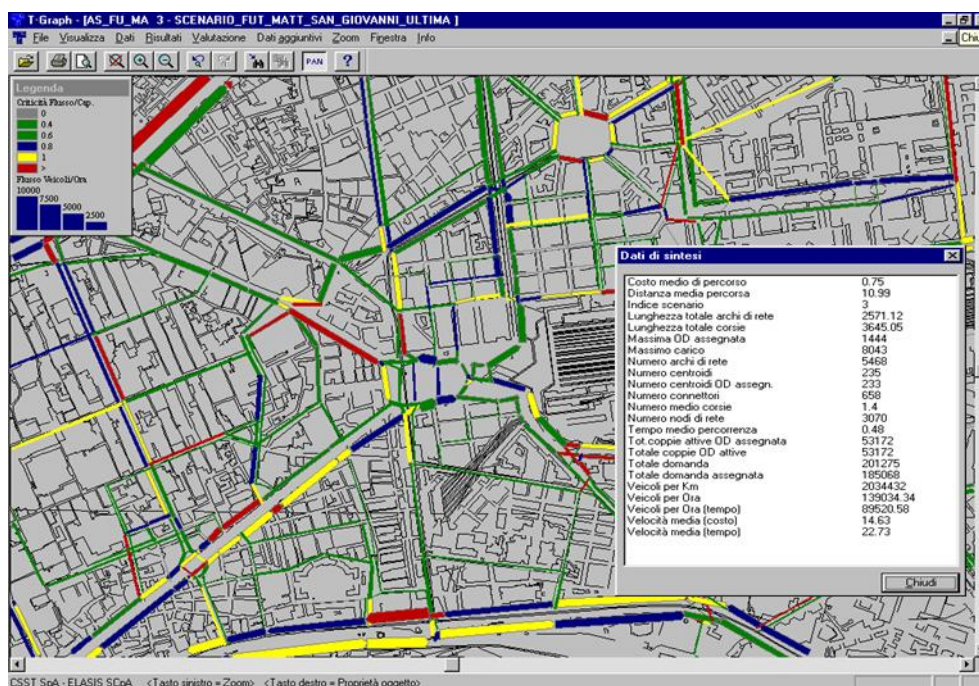 T-Graph - [AS_FU_MA 3 - SCENARIO_FUT_MATT_SAN_GIOVANNI_ULTIMA ]
File Visualizza Dati Risultati Valutazione Dati aggiuntivi Zoom Finestra Info
Chiu
PAN ?
Legenda
Criticità Flusso/Cap.
0
0.4
0.6
0.8
1
>
Flusso Veicoli/Ora
10000
7500
5000
2500
Dati di sintesi
Costo medio di percorso 0.75
Distanza media percorsa 10.99
Indice scenario 3
Lunghezza totale archi di rete 2571.12
Lunghezza totale corsie 3645.05
Massima OD assegnata 1444
Massimo carico 8043
Numero archi di rete 5468
Numero centroidi 235
Numero centroidi OD assegn. 233
Numero connettori 658
Numero medio corsie 1.4
Numero nodi di rete 3070
Tempo medio percorrenza 0.48
Tot.coppie attive OD assegnata 53172
Totale coppie OD attive 53172
Totale domanda 201275
Totale domanda assegnata 185068
Veicoli per Km 2034432
Veicoli per Ora 139034.34
Veicoli per Ora (tempo) 89520.58
Velocità media (costo) 14.63
Velocità media (tempo) 22.73
Chiudi
CSST SpA - ELASIS SCpA <Tasto sinistro = Zoom> <Tasto destro = Proprietà oggetto>